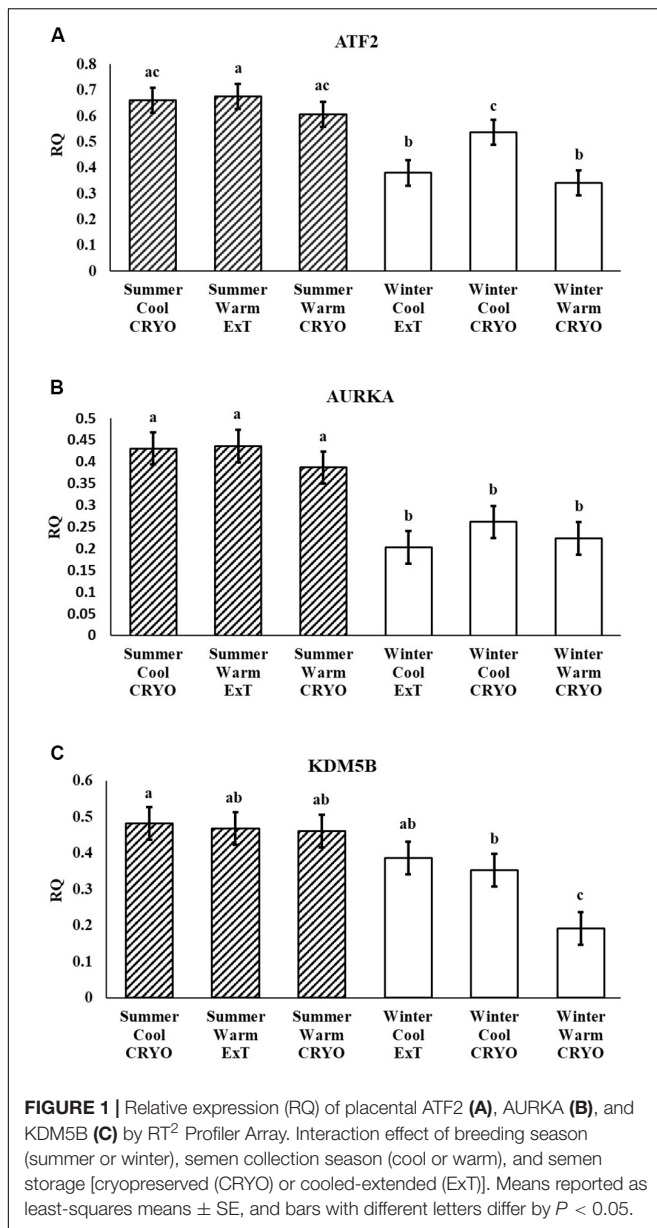 A
ATF2
0.8
0.7
0.6
0.5
0.4
0.3
0.2
0.1
0
RQ
ac
a
ac
b
c
b
Summer Cool CRYO
Summer Warm ExT
Summer Warm CRYO
Winter Cool ExT
Winter Cool CRYO
Winter Warm CRYO
B
AURKA
0.5
0.45
0.4
0.35
0.3
0.25
0.2
0.15
0.1
0.05
0
RQ
a
a
a
b
b
b
Summer Cool CRYO
Summer Warm ExT
Summer Warm CRYO
Winter Cool ExT
Winter Cool CRYO
Winter Warm CRYO
C
KDM5B
0.6
0.5
0.4
0.3
0.2
0.1
0
RQ
a
ab
ab
ab
b
c
Summer Cool CRYO
Summer Warm ExT
Summer Warm CRYO
Winter Cool ExT
Winter Cool CRYO
Winter Warm CRYO
FIGURE 1 | Relative expression (RQ) of placental ATF2 (A), AURKA (B), and
KDM5B (C) by RT² Profiler Array. Interaction effect of breeding season
(summer or winter), semen collection season (cool or warm), and semen
storage [cryopreserved (CRYO) or cooled-extended (ExT)]. Means reported as
least-squares means ± SE, and bars with different letters differ by P < 0.05.